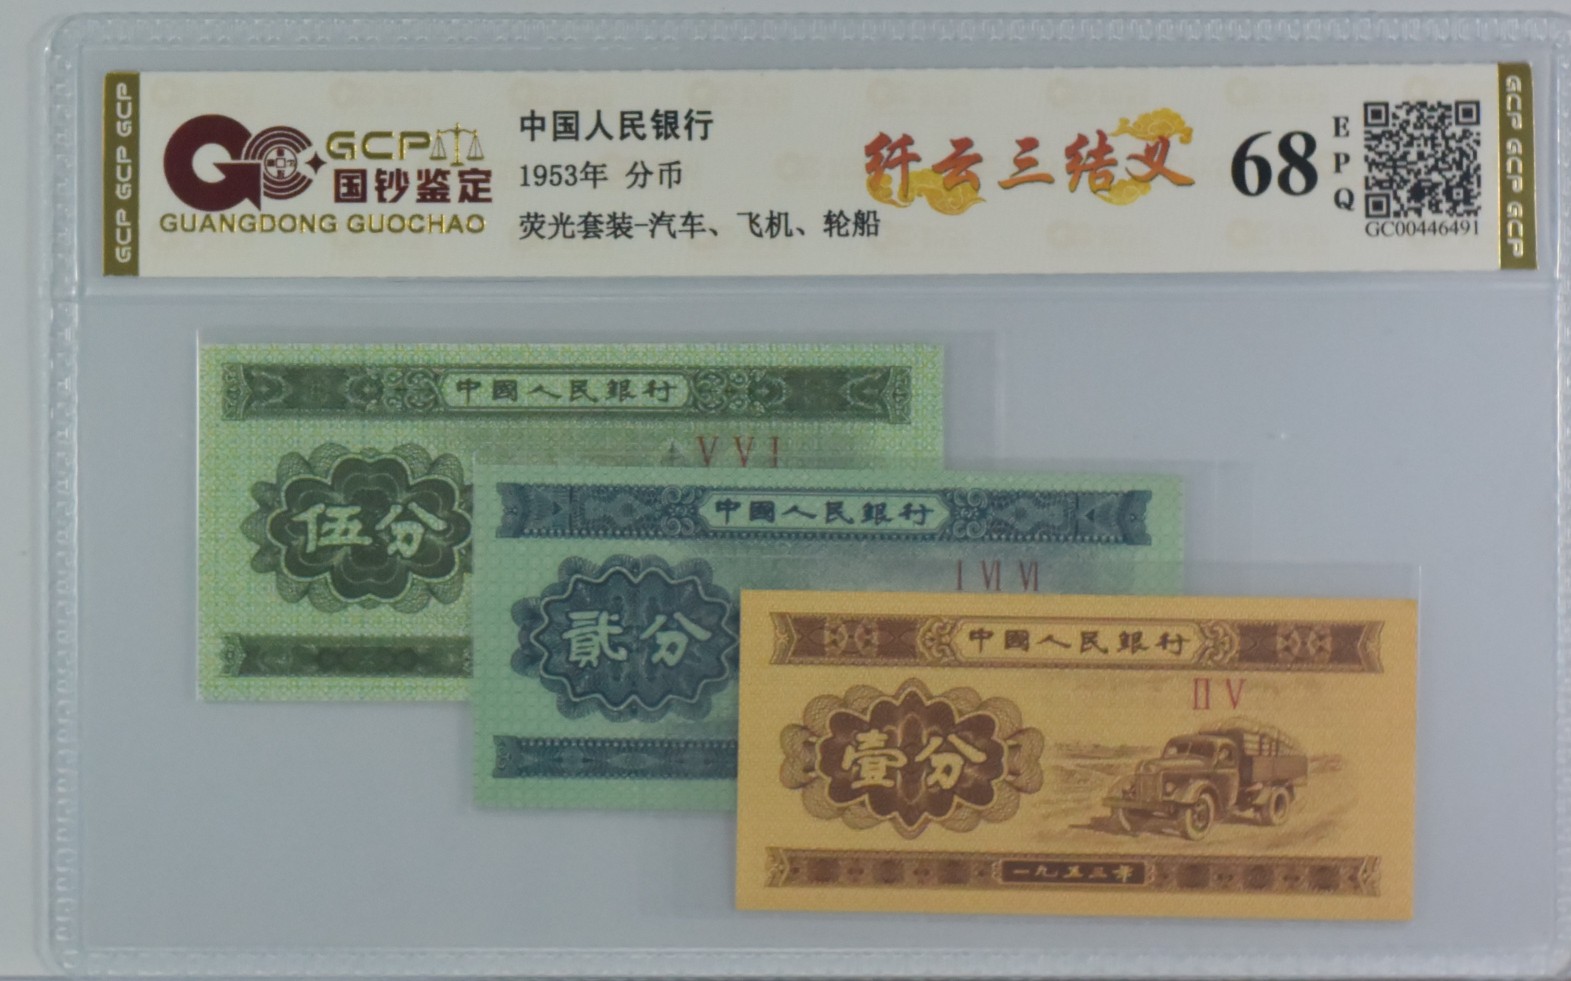 GCP GCP GCP
GCP
国钞鉴定
GUANGDONG GUOCHAO
中国人民银行
1953年 分币
荧光套装-汽车、飞机、轮船
纤云三结义
68
EPQ
GC00446491
GCP GCP GCP
中國人民銀行
V V I
伍分
中國人民銀行
I VI VI
貳分
中國人民銀行
II V
壹分
一九五三年